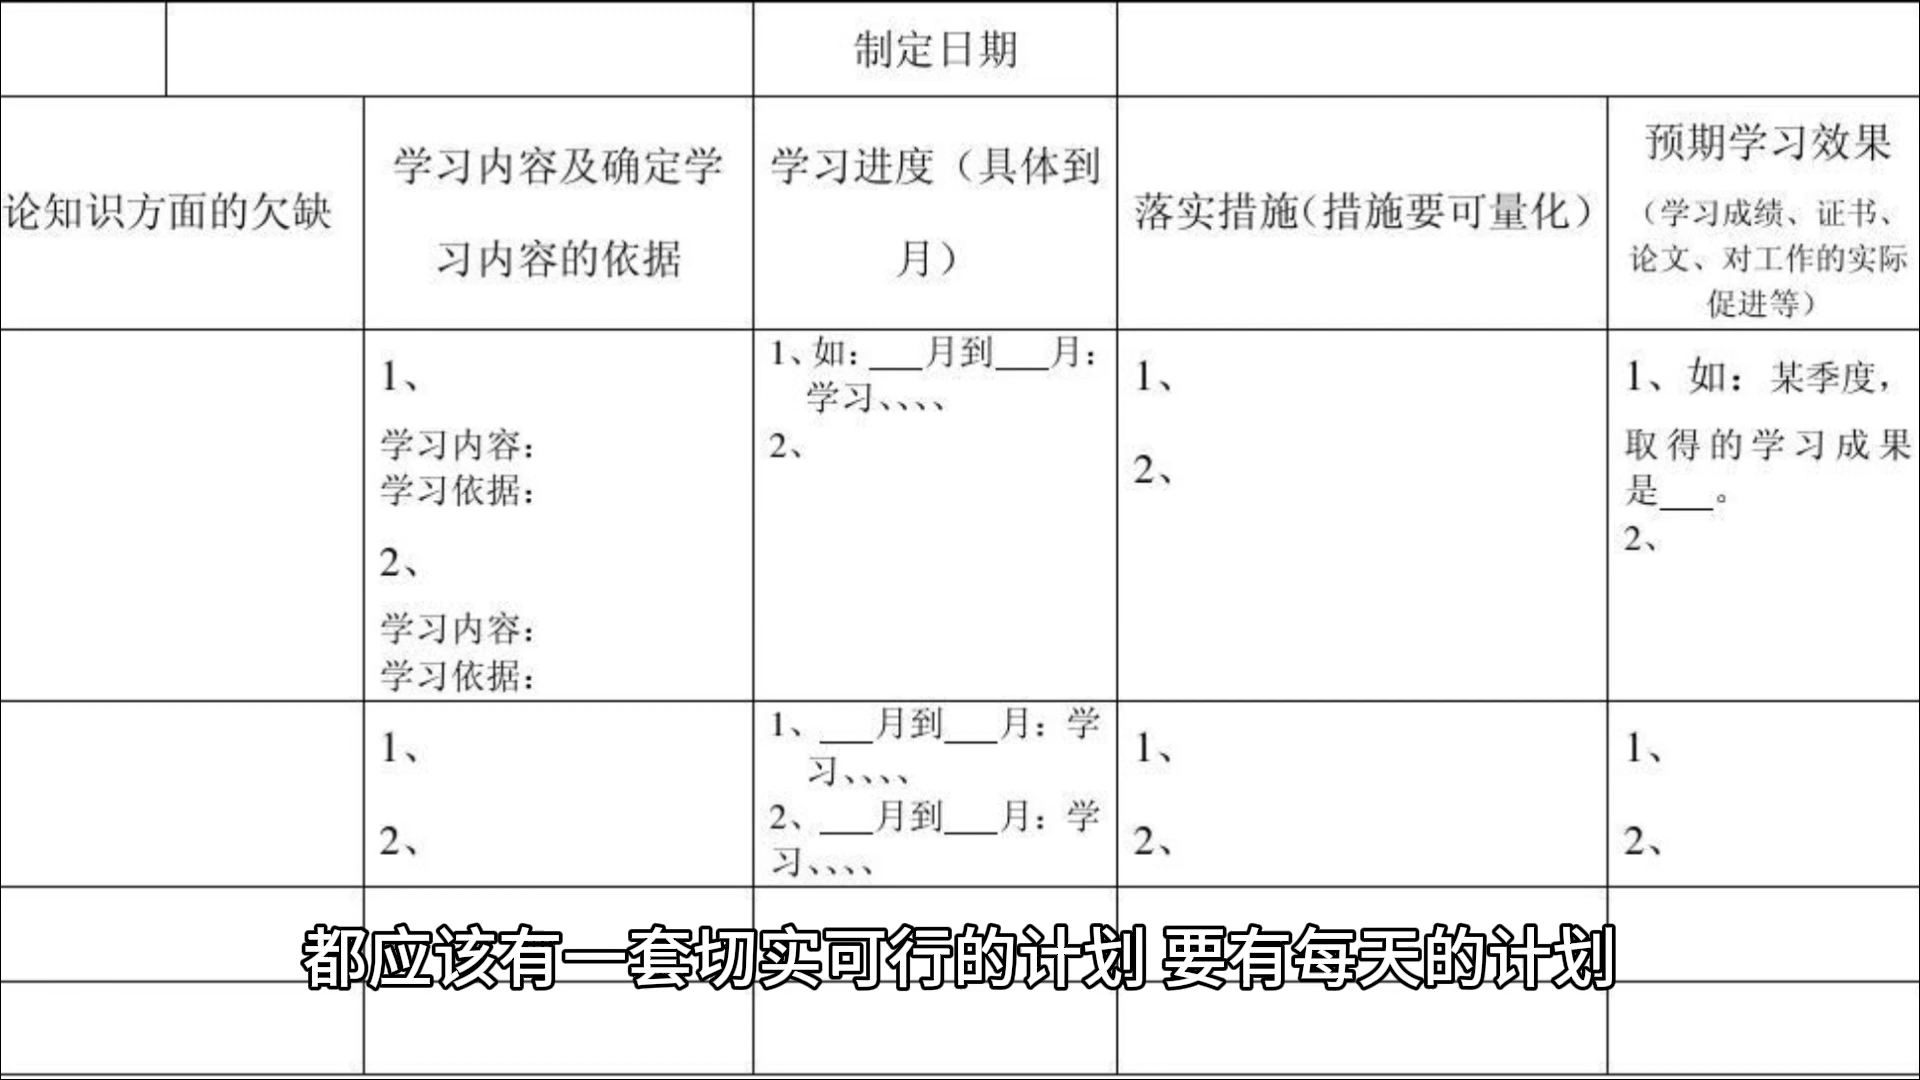 制定日期
论知识方面的欠缺
学习内容及确定学
习内容的依据
学习进度（具体到
月）
落实措施（措施要可量化）
预期学习效果
（学习成绩、证书、
论文、对工作的实际
促进等）
1、
学习内容：
学习依据：
2、
学习内容：
学习依据：
1、如：___月到___月：
学习、、、、
2、
1、
2、
1、如：某季度，
取得的学习成果
是___。
2、
1、
2、
1、___月到___月：学
习、、、、
2、___月到___月：学
习、、、、
1、
2、
1、
2、
都应该有一套切实可行的计划 要有每天的计划